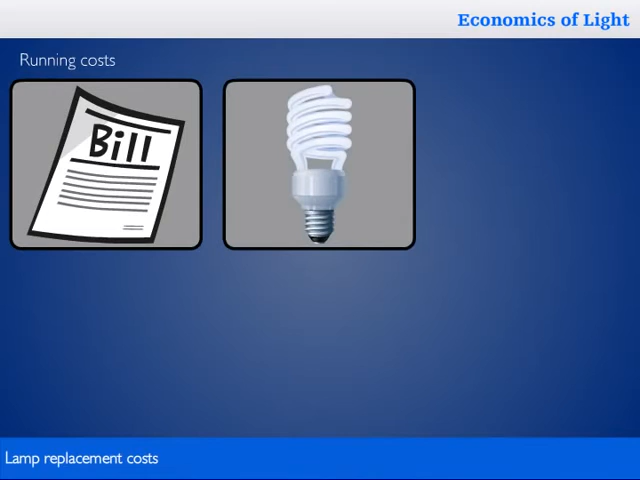 Economics of Light
Running costs
Bill
Lamp replacement costs